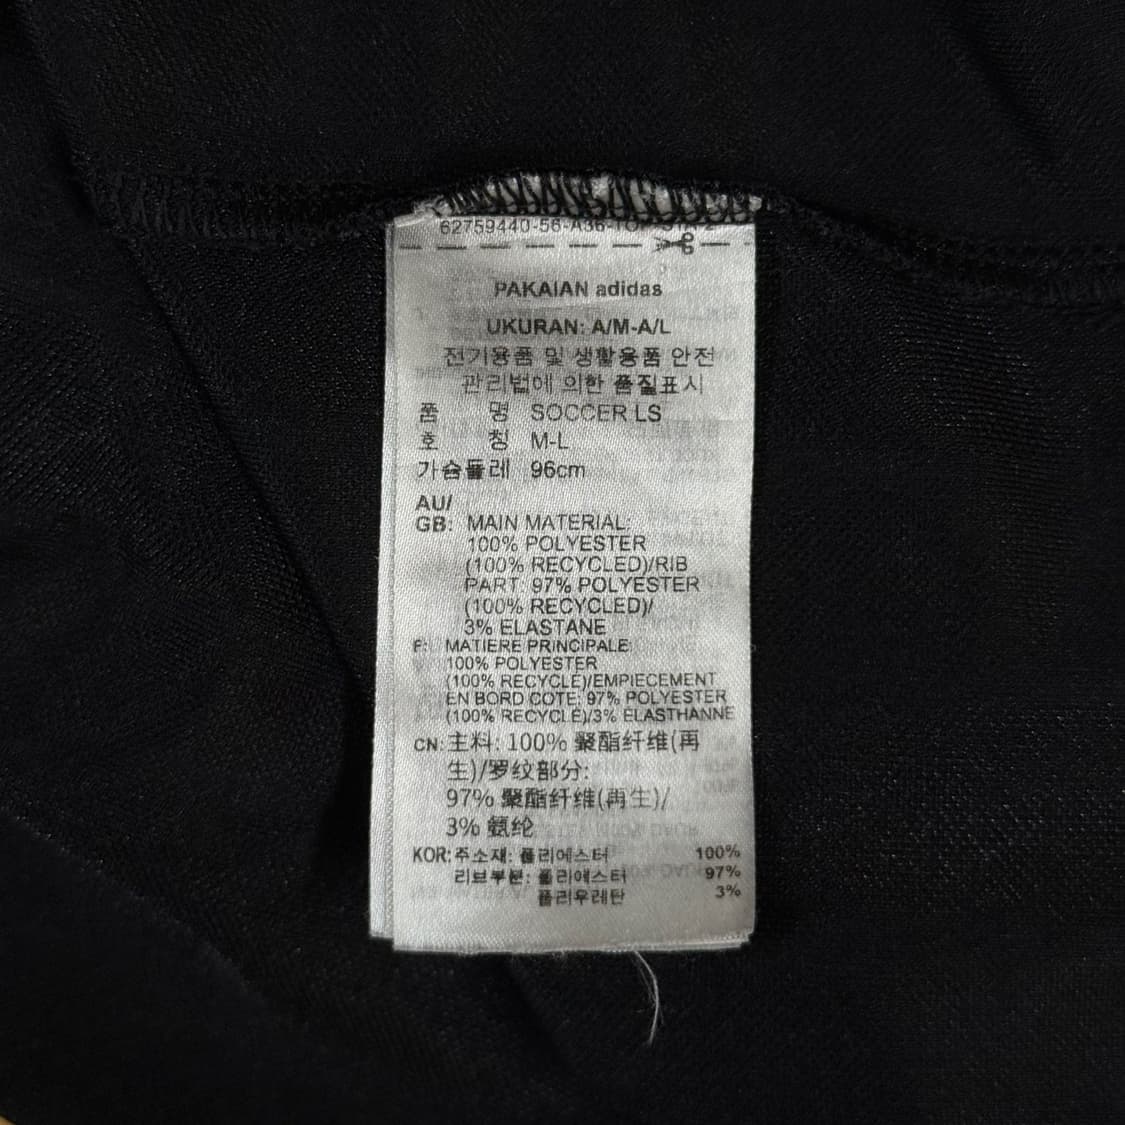 62759440-56-A36-TOP
PAKAIAN adidas
UKURAN: A/M-A/L
전기용품 및 생활용품 안전
관리법에 의한 품질표시
품 명 SOCCER LS
호 칭 M-L
가슴둘레 96cm
AU/
GB: MAIN MATERIAL:
100% POLYESTER
(100% RECYCLED)/RIB
PART: 97% POLYESTER
(100% RECYCLED)/
3% ELASTANE
F: MATIERE PRINCIPALE:
100% POLYESTER
(100% RECYCLÉ)/EMPIECEMENT
EN BORD COTE: 97% POLYESTER
(100% RECYCLÉ)/3% ELASTHANNE
CN: 主料: 100% 聚酯纤维(再
生)/罗纹部分:
97% 聚酯纤维(再生)/
3% 氨纶
KOR: 주소재: 폴리에스터 100%
리브부분: 폴리에스터 97%
폴리우레탄 3%